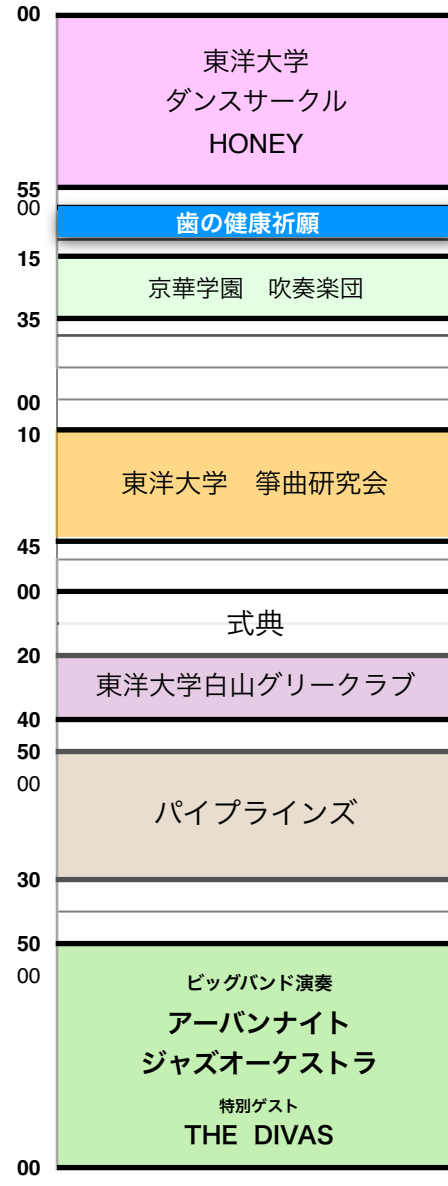 00
東洋大学
ダンスサークル
HONEY
55
00
歯の健康祈願
15
京華学園　吹奏楽団
35
00
10
東洋大学　箏曲研究会
45
00
式典
20
東洋大学白山グリークラブ
40
50
00
パイプラインズ
30
50
00
ビッグバンド演奏
アーバンナイト
ジャズオーケストラ
特別ゲスト
THE DIVAS
00